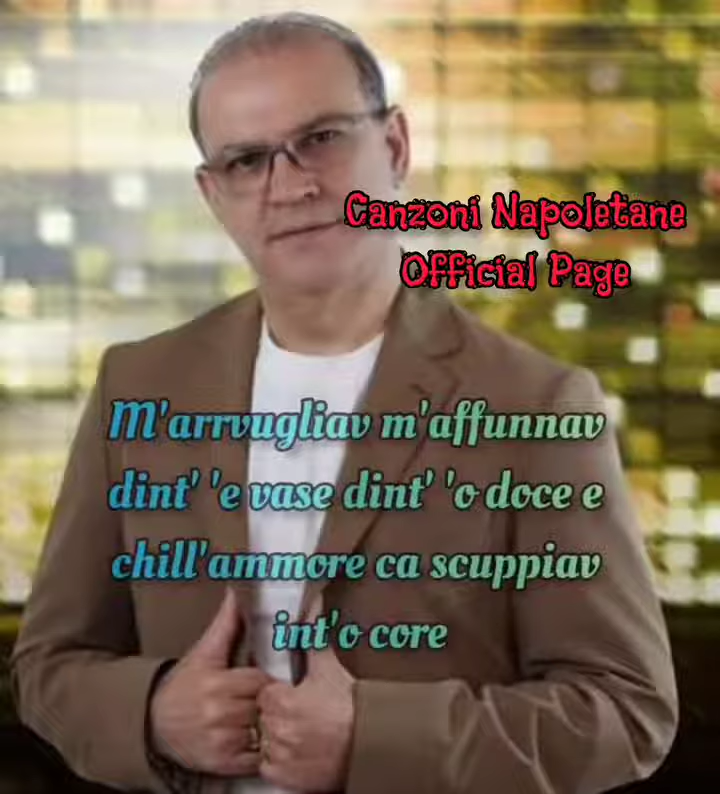 Canzoni Napoletane
Official Page
M'arrvugliav m'affunnav
dint' 'e vase dint' 'o doce e
chill'ammore ca scuppiav
int'o core